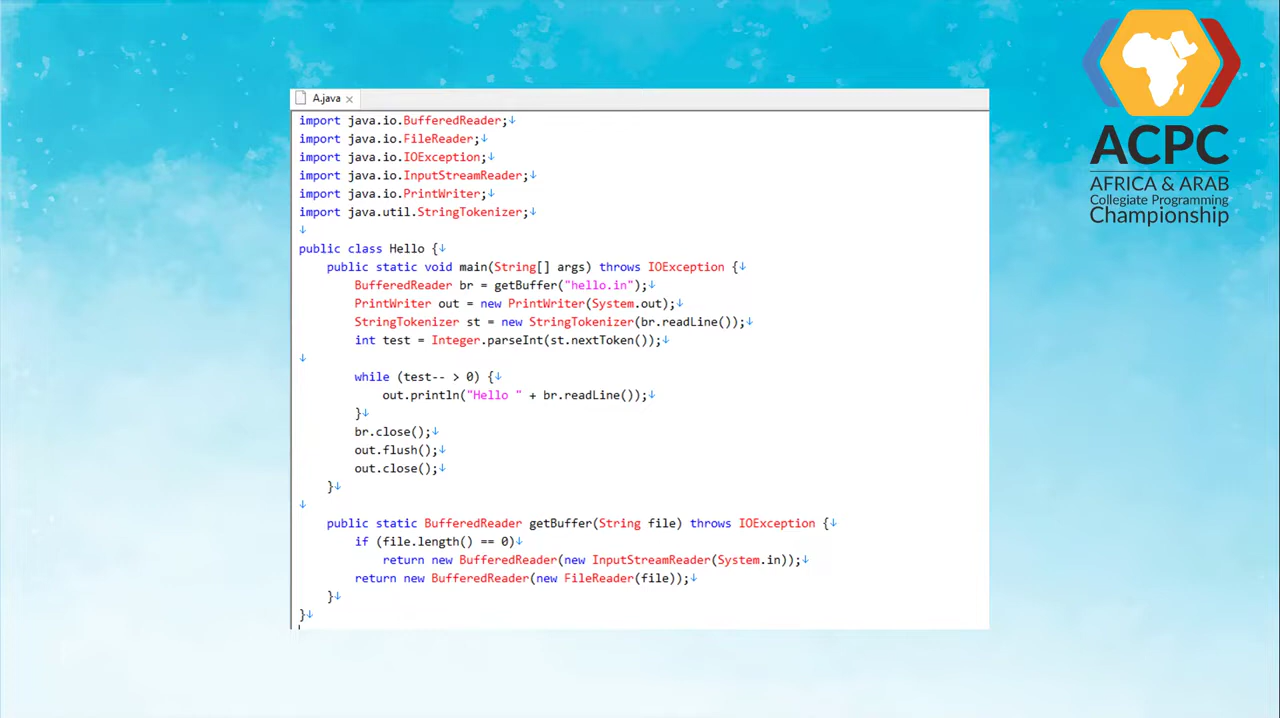 A.java
import java.io.BufferedReader;↓
import java.io.FileReader;↓
import java.io.IOException;↓
import java.io.InputStreamReader;↓
import java.io.PrintWriter;↓
import java.util.StringTokenizer;↓
↓
public class Hello {↓
    public static void main(String[] args) throws IOException {↓
        BufferedReader br = getBuffer("hello.in");↓
        PrintWriter out = new PrintWriter(System.out);↓
        StringTokenizer st = new StringTokenizer(br.readLine());↓
        int test = Integer.parseInt(st.nextToken());↓
↓
        while (test-- > 0) {↓
            out.println("Hello " + br.readLine());↓
        }↓
        br.close();↓
        out.flush();↓
        out.close();↓
    }↓
↓
    public static BufferedReader getBuffer(String file) throws IOException {↓
        if (file.length() == 0)↓
            return new BufferedReader(new InputStreamReader(System.in));↓
        return new BufferedReader(new FileReader(file));↓
    }↓
}↓
ACPC
AFRICA & ARAB
Collegiate Programming
Championship